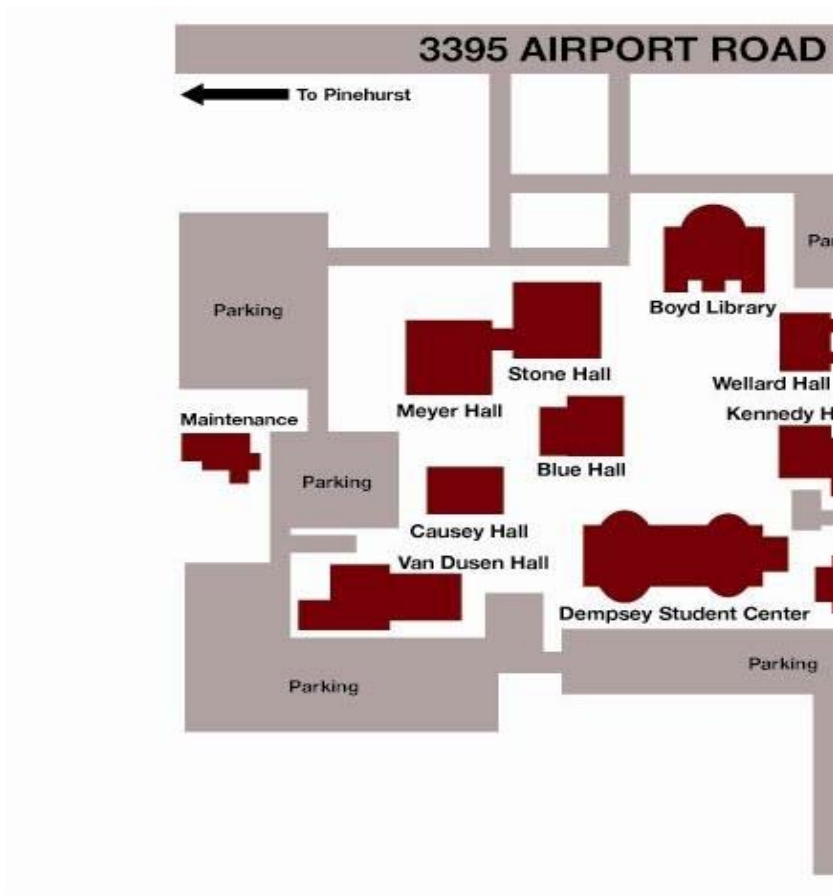 3395 AIRPORT ROAD
To Pinehurst
Parking
Boyd Library
Stone Hall
Wellard Hall
Meyer Hall
Kennedy
Maintenance
Blue Hall
Parking
Causey Hall
Van Dusen Hall
Dempsey Student Center
Parking
Parking